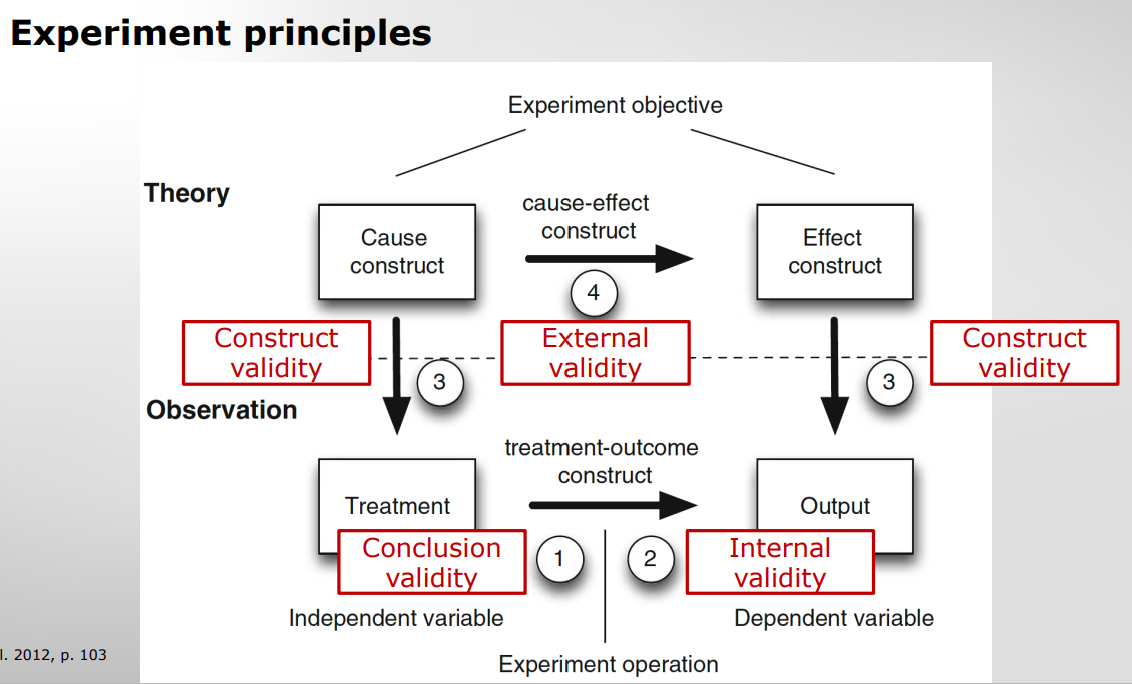 Experiment principles
Experiment objective
Theory
cause-effect
construct
Cause
construct
Effect
construct
4
Construct
validity
External
validity
Construct
validity
3
3
Observation
treatment-outcome
construct
Treatment
Output
Conclusion
validity
1
2
Internal
validity
Independent variable
Dependent variable
l. 2012, p. 103
Experiment operation